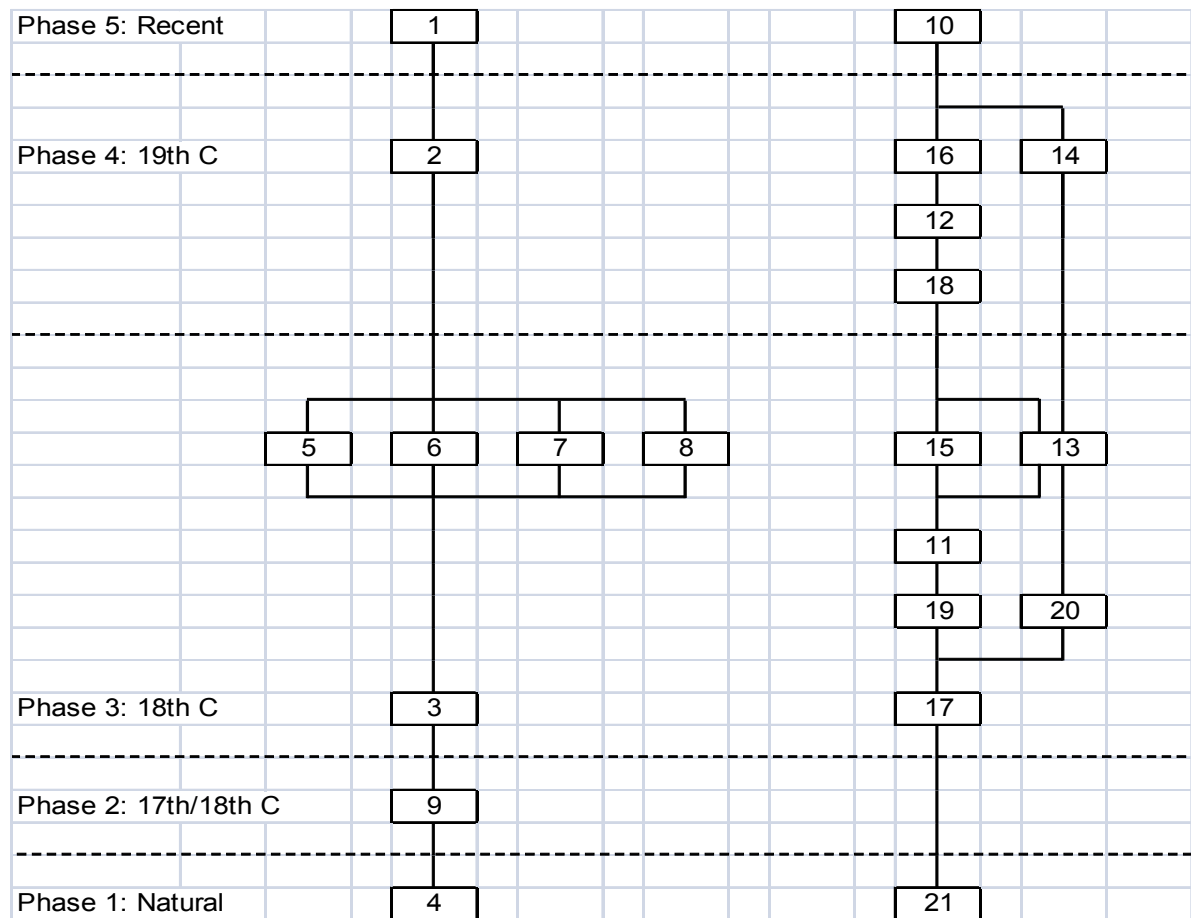 Phase 5: Recent 1 10
Phase 4: 19th C 2 16 14
12
18
5 6 7 8 15 13
11
19 20
Phase 3: 18th C 3 17
Phase 2: 17th/18th C 9
Phase 1: Natural 4 21